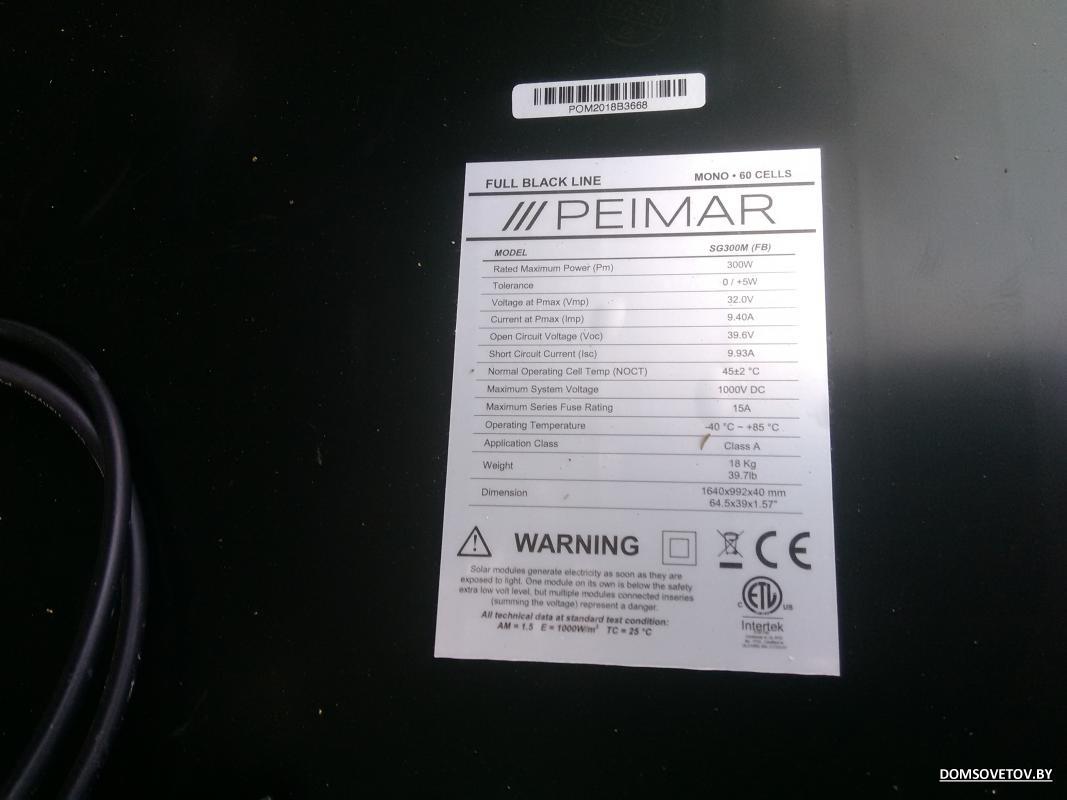 POM2018B3668
FULL BLACK LINE MONO • 60 CELLS
PEIMAR
MODEL SG300M (FB)
Rated Maximum Power (Pm) 300W
Tolerance 0 / +5W
Voltage at Pmax (Vmp) 32.0V
Current at Pmax (Imp) 9.40A
Open Circuit Voltage (Voc) 39.6V
Short Circuit Current (Isc) 9.93A
Normal Operating Cell Temp (NOCT) 45±2 °C
Maximum System Voltage 1000V DC
Maximum Series Fuse Rating 15A
Operating Temperature -40 °C ~ +85 °C
Application Class Class A
Weight 18 Kg
39.7lb
Dimension 1640x992x40 mm
64.5x39x1.57"
WARNING CE
Solar modules generate electricity as soon as they are
exposed to light. One module on its own is below the safety
extra low volt level, but multiple modules connected inseries
(summing the voltage) represent a danger.
All technical data at standard test condition:
AM = 1.5 E = 1000W/m² TC = 25 °C
C ETL US
Intertek
DOMSOVETOV.BY